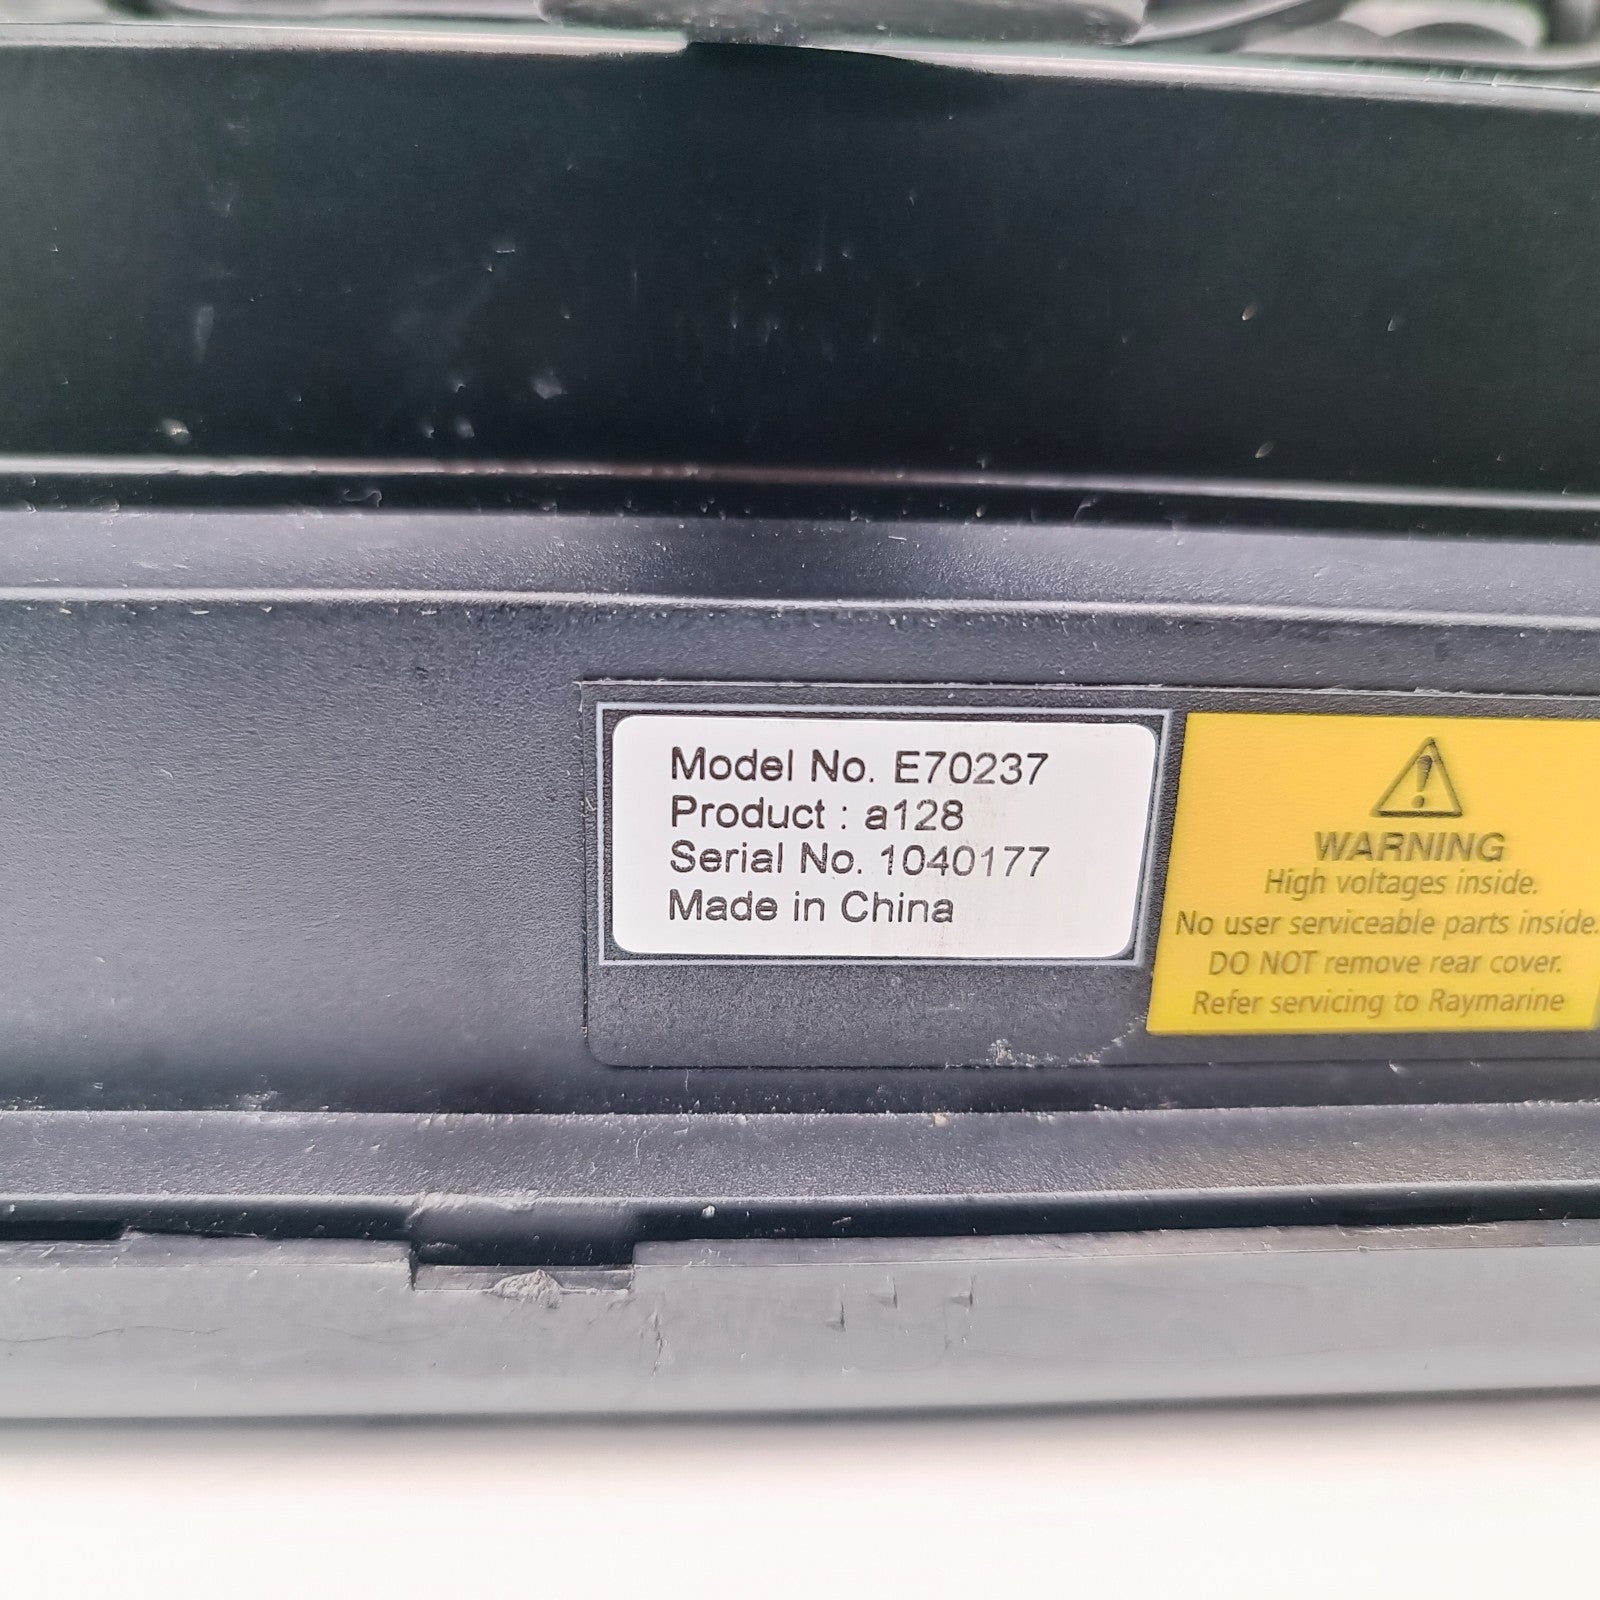 Model No. E70237
Product : a128
Serial No. 1040177
Made in China
WARNING
High voltages inside.
No user serviceable parts inside.
DO NOT remove rear cover.
Refer servicing to Raymarine